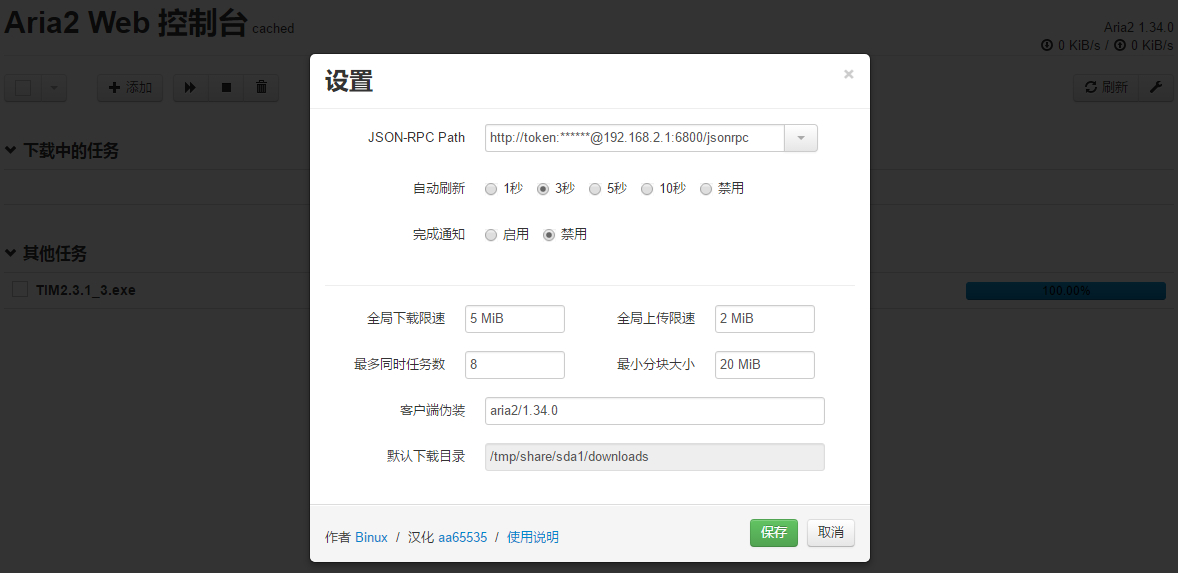 Aria2 Web 控制台 cached
Aria2 1.34.0
0 KiB/s / 0 KiB/s
添加
刷新
下载中的任务
其他任务
TIM2.3.1_3.exe
100.00%
设置
×
JSON-RPC Path http://token:******@192.168.2.1:6800/jsonrpc
自动刷新 1秒 3秒 5秒 10秒 禁用
完成通知 启用 禁用
全局下载限速 5 MiB 全局上传限速 2 MiB
最多同时任务数 8 最小分块大小 20 MiB
客户端伪装 aria2/1.34.0
默认下载目录 /tmp/share/sda1/downloads
作者 Binux / 汉化 aa65535 / 使用说明 保存 取消